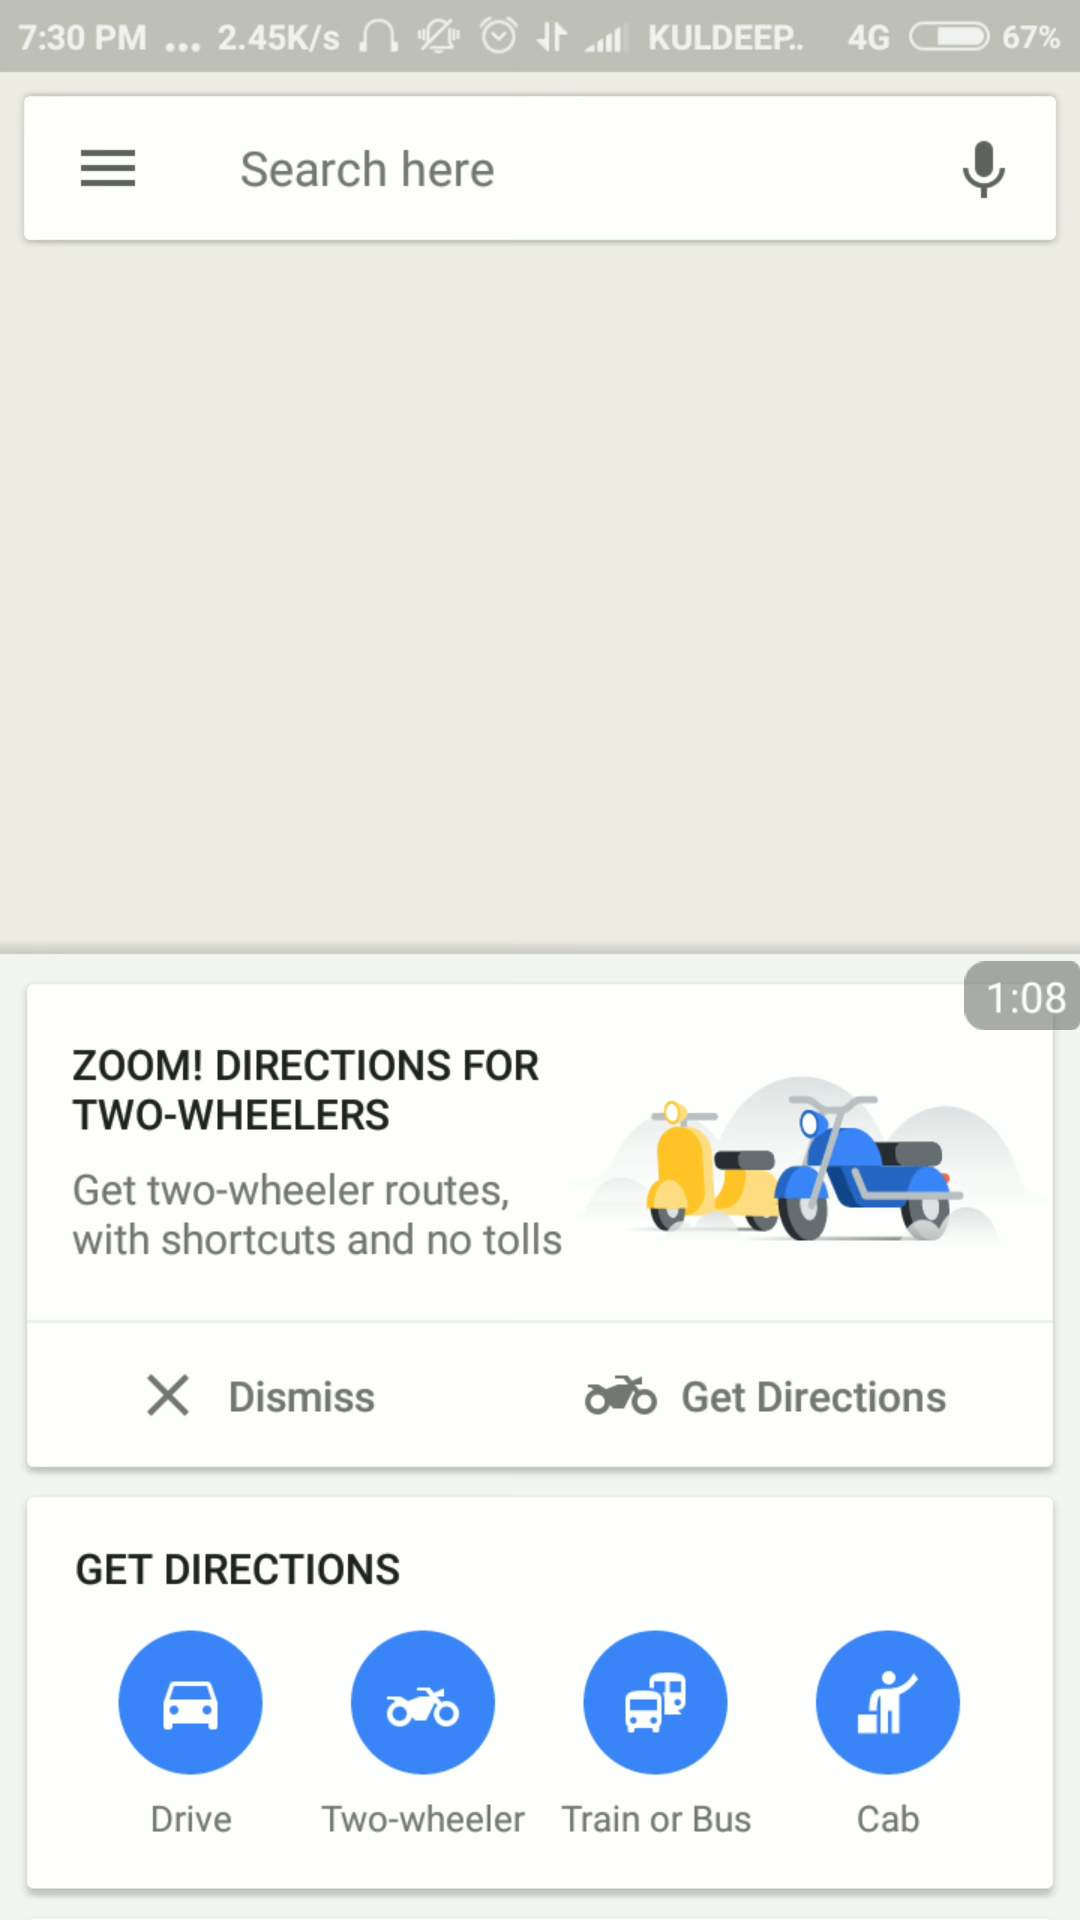 7:30 PM ... 2.45K/s KULDEEP.. 4G 67%
Search here
1:08
ZOOM! DIRECTIONS FOR
TWO-WHEELERS
Get two-wheeler routes,
with shortcuts and no tolls
Dismiss Get Directions
GET DIRECTIONS
Drive Two-wheeler Train or Bus Cab